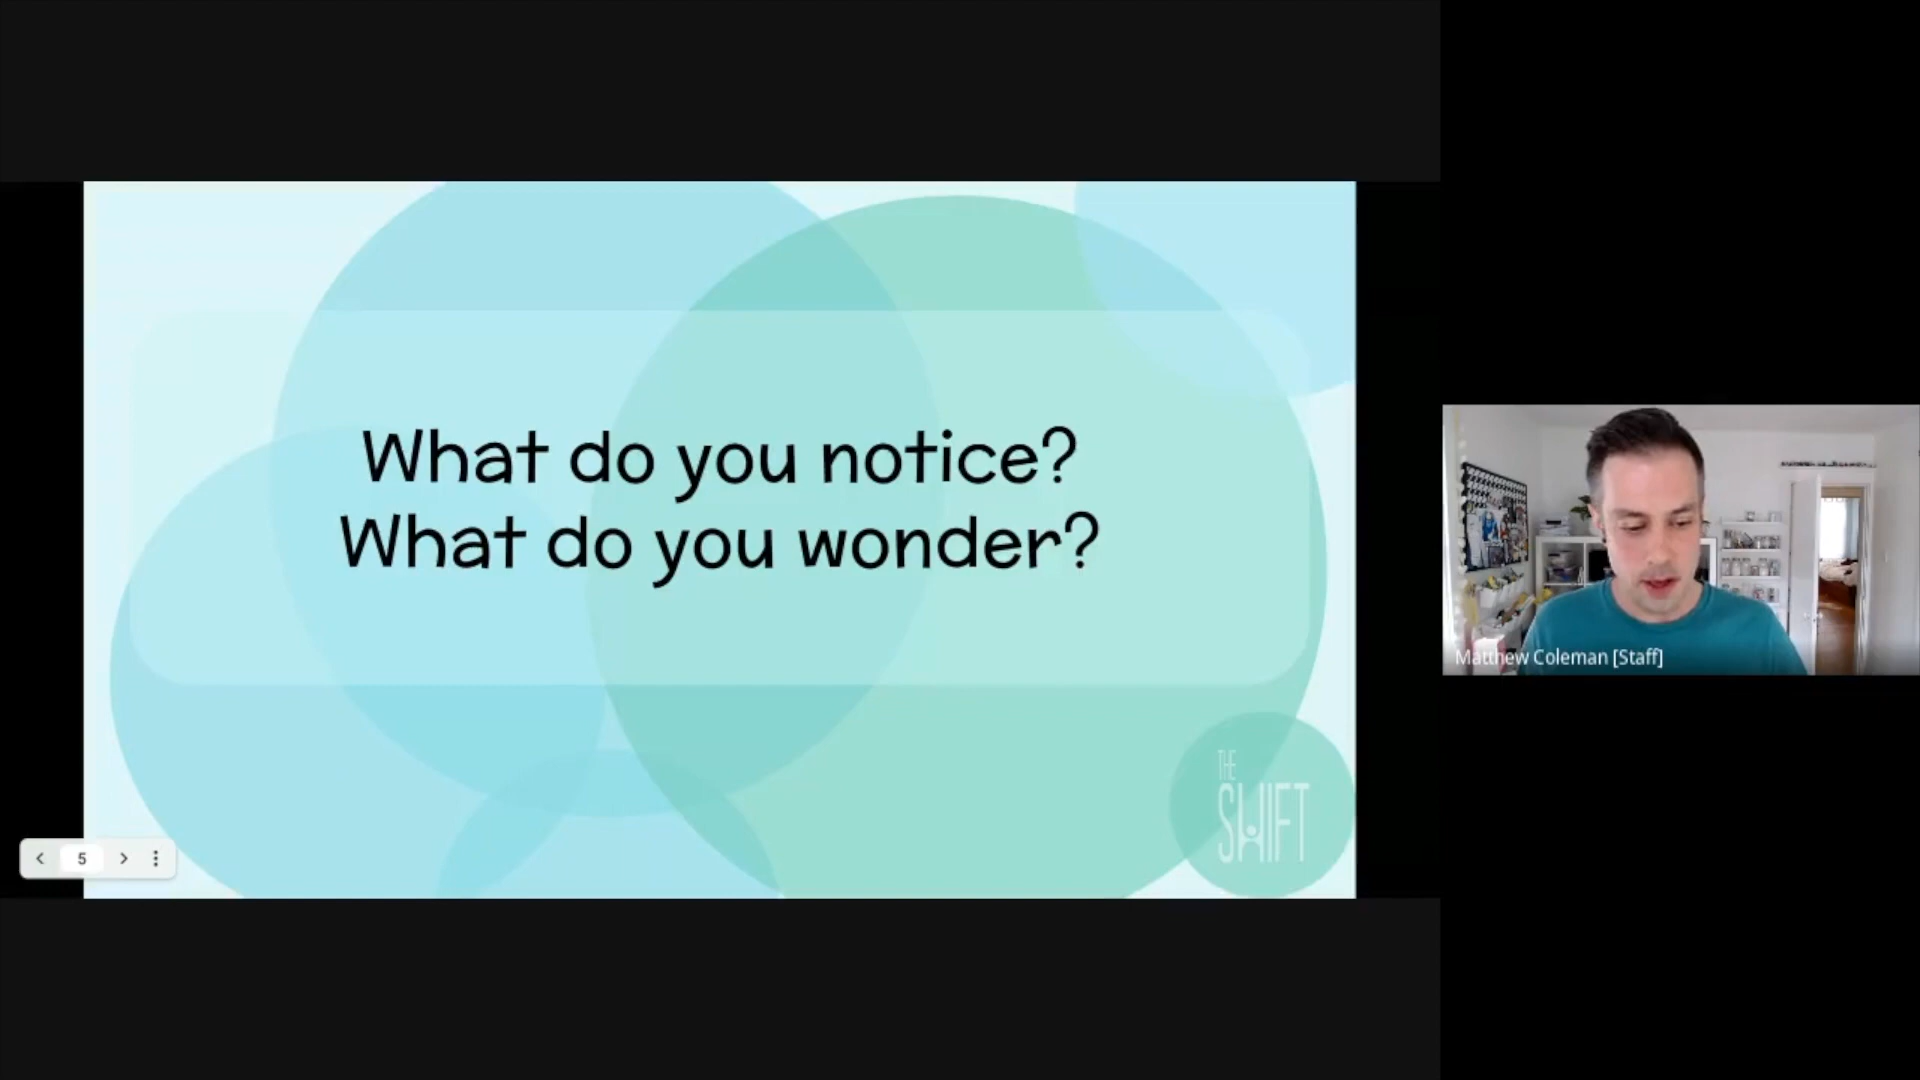 What do you notice?
What do you wonder?
THE
SHIFT
5
Matthew Coleman [Staff]